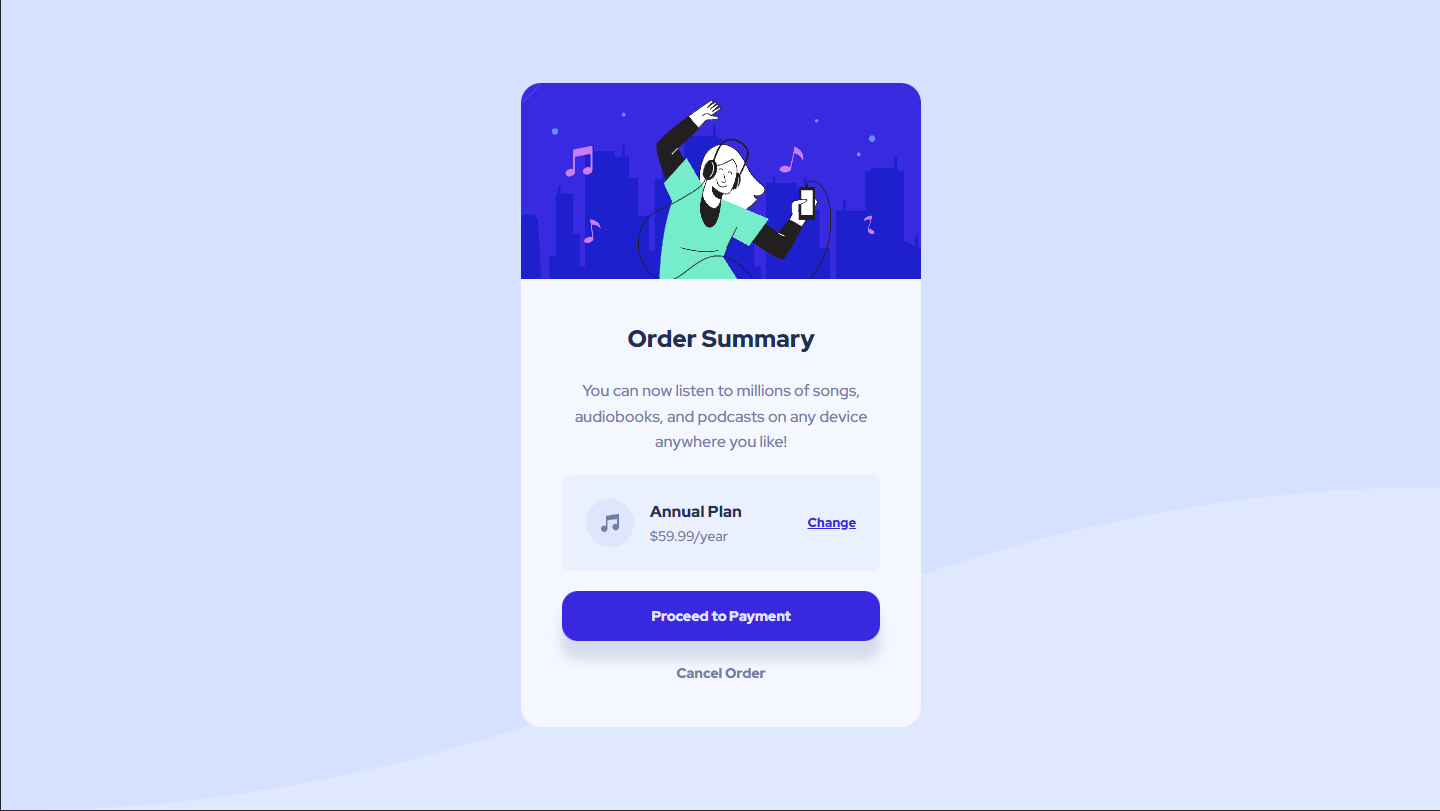 Order Summary
You can now listen to millions of songs,
audiobooks, and podcasts on any device
anywhere you like!
Annual Plan
$59.99/year
Change
Proceed to Payment
Cancel Order